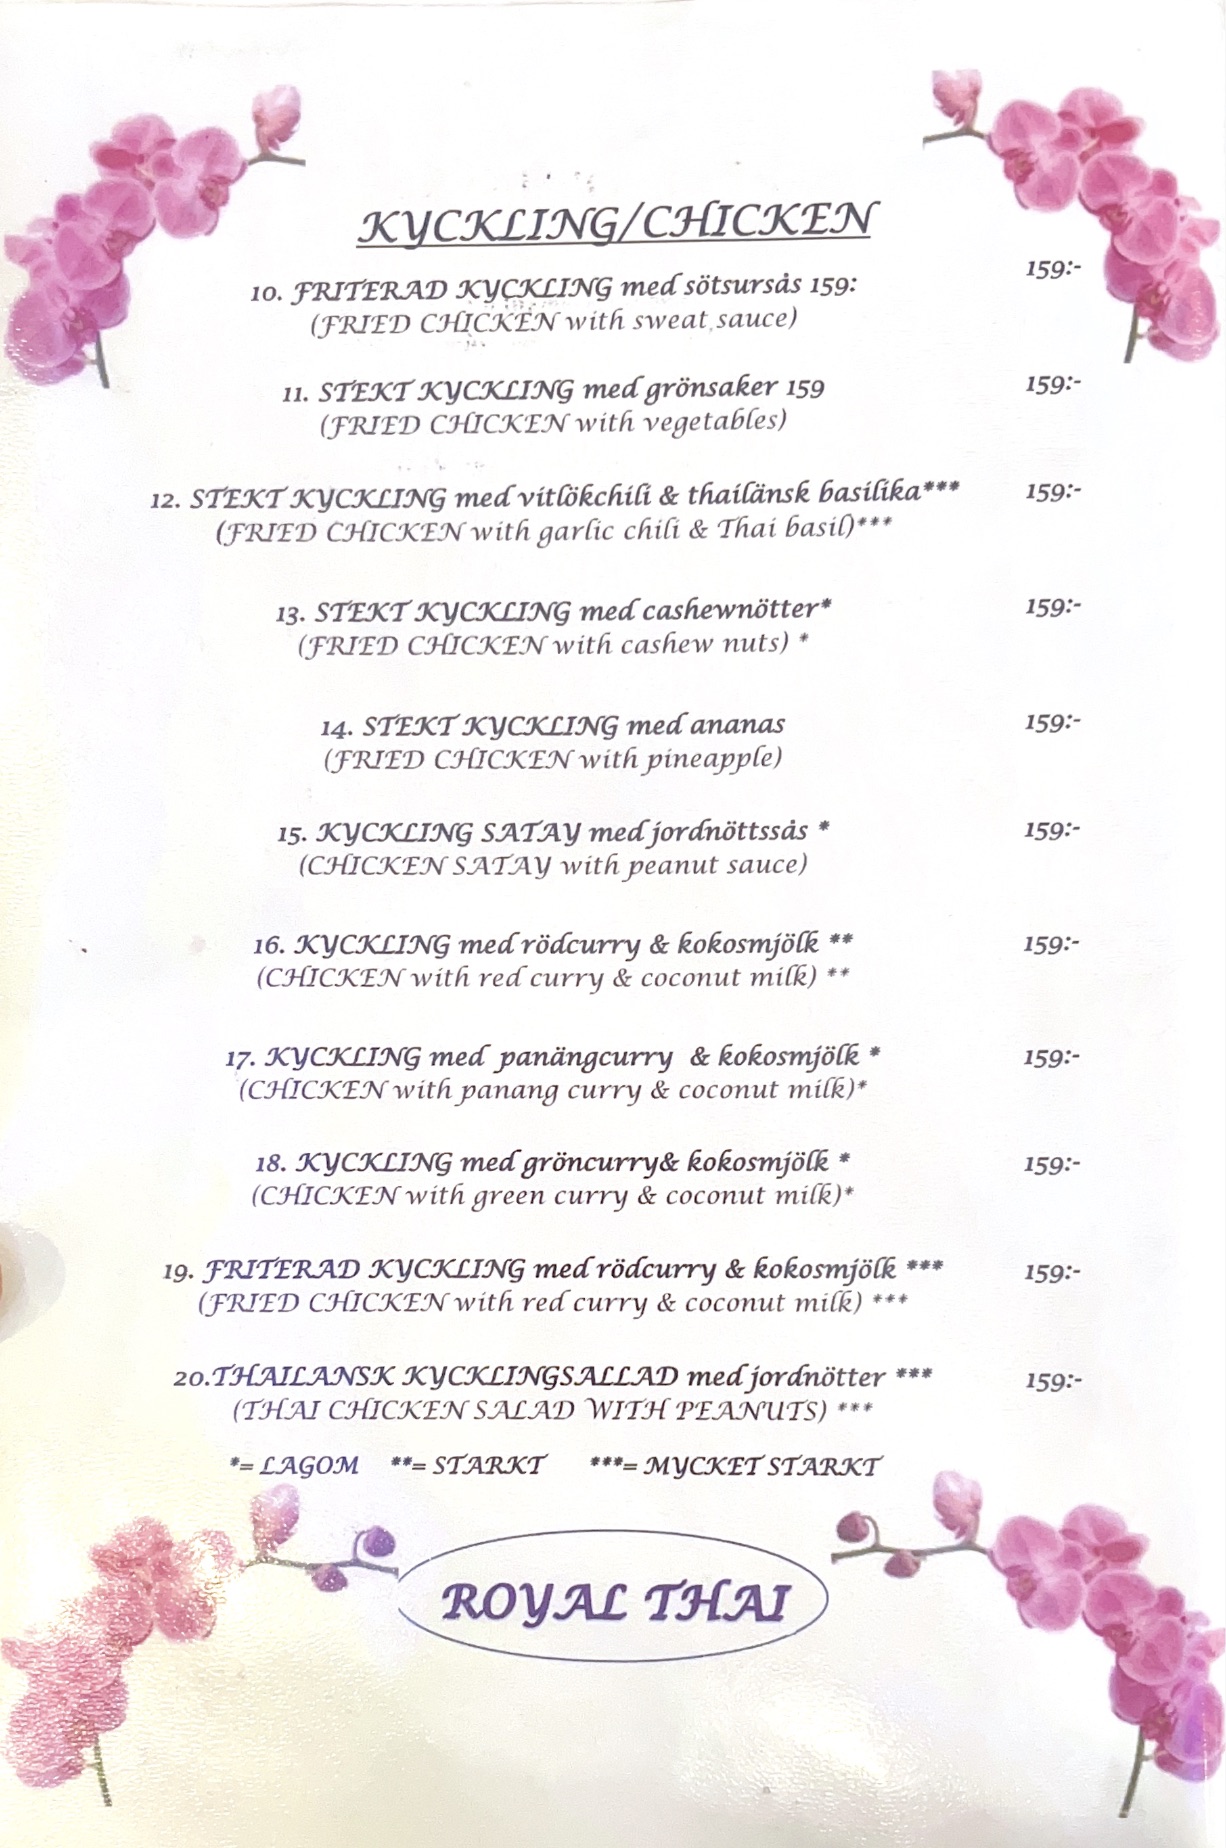 KYCKLING/CHICKEN
10. FRITERAD KYCKLING med sötsursås 159: 159:-
(FRIED CHICKEN with sweat sauce)
11. STEKT KYCKLING med grönsaker 159 159:-
(FRIED CHICKEN with vegetables)
12. STEKT KYCKLING med vitlökchili & thailänsk basilika*** 159:-
(FRIED CHICKEN with garlic chili & Thai basil)***
13. STEKT KYCKLING med cashewnötter* 159:-
(FRIED CHICKEN with cashew nuts) *
14. STEKT KYCKLING med ananas 159:-
(FRIED CHICKEN with pineapple)
15. KYCKLING SATAY med jordnöttssås * 159:-
(CHICKEN SATAY with peanut sauce)
16. KYCKLING med rödcurry & kokosmjölk ** 159:-
(CHICKEN with red curry & coconut milk) **
17. KYCKLING med panängcurry & kokosmjölk * 159:-
(CHICKEN with panang curry & coconut milk)*
18. KYCKLING med gröncurry& kokosmjölk * 159:-
(CHICKEN with green curry & coconut milk)*
19. FRITERAD KYCKLING med rödcurry & kokosmjölk *** 159:-
(FRIED CHICKEN with red curry & coconut milk) ***
20.THAILANSK KYCKLINGSALLAD med jordnötter *** 159:-
(THAI CHICKEN SALAD WITH PEANUTS) ***
*= LAGOM **= STARKT ***= MYCKET STARKT
ROYAL THAI